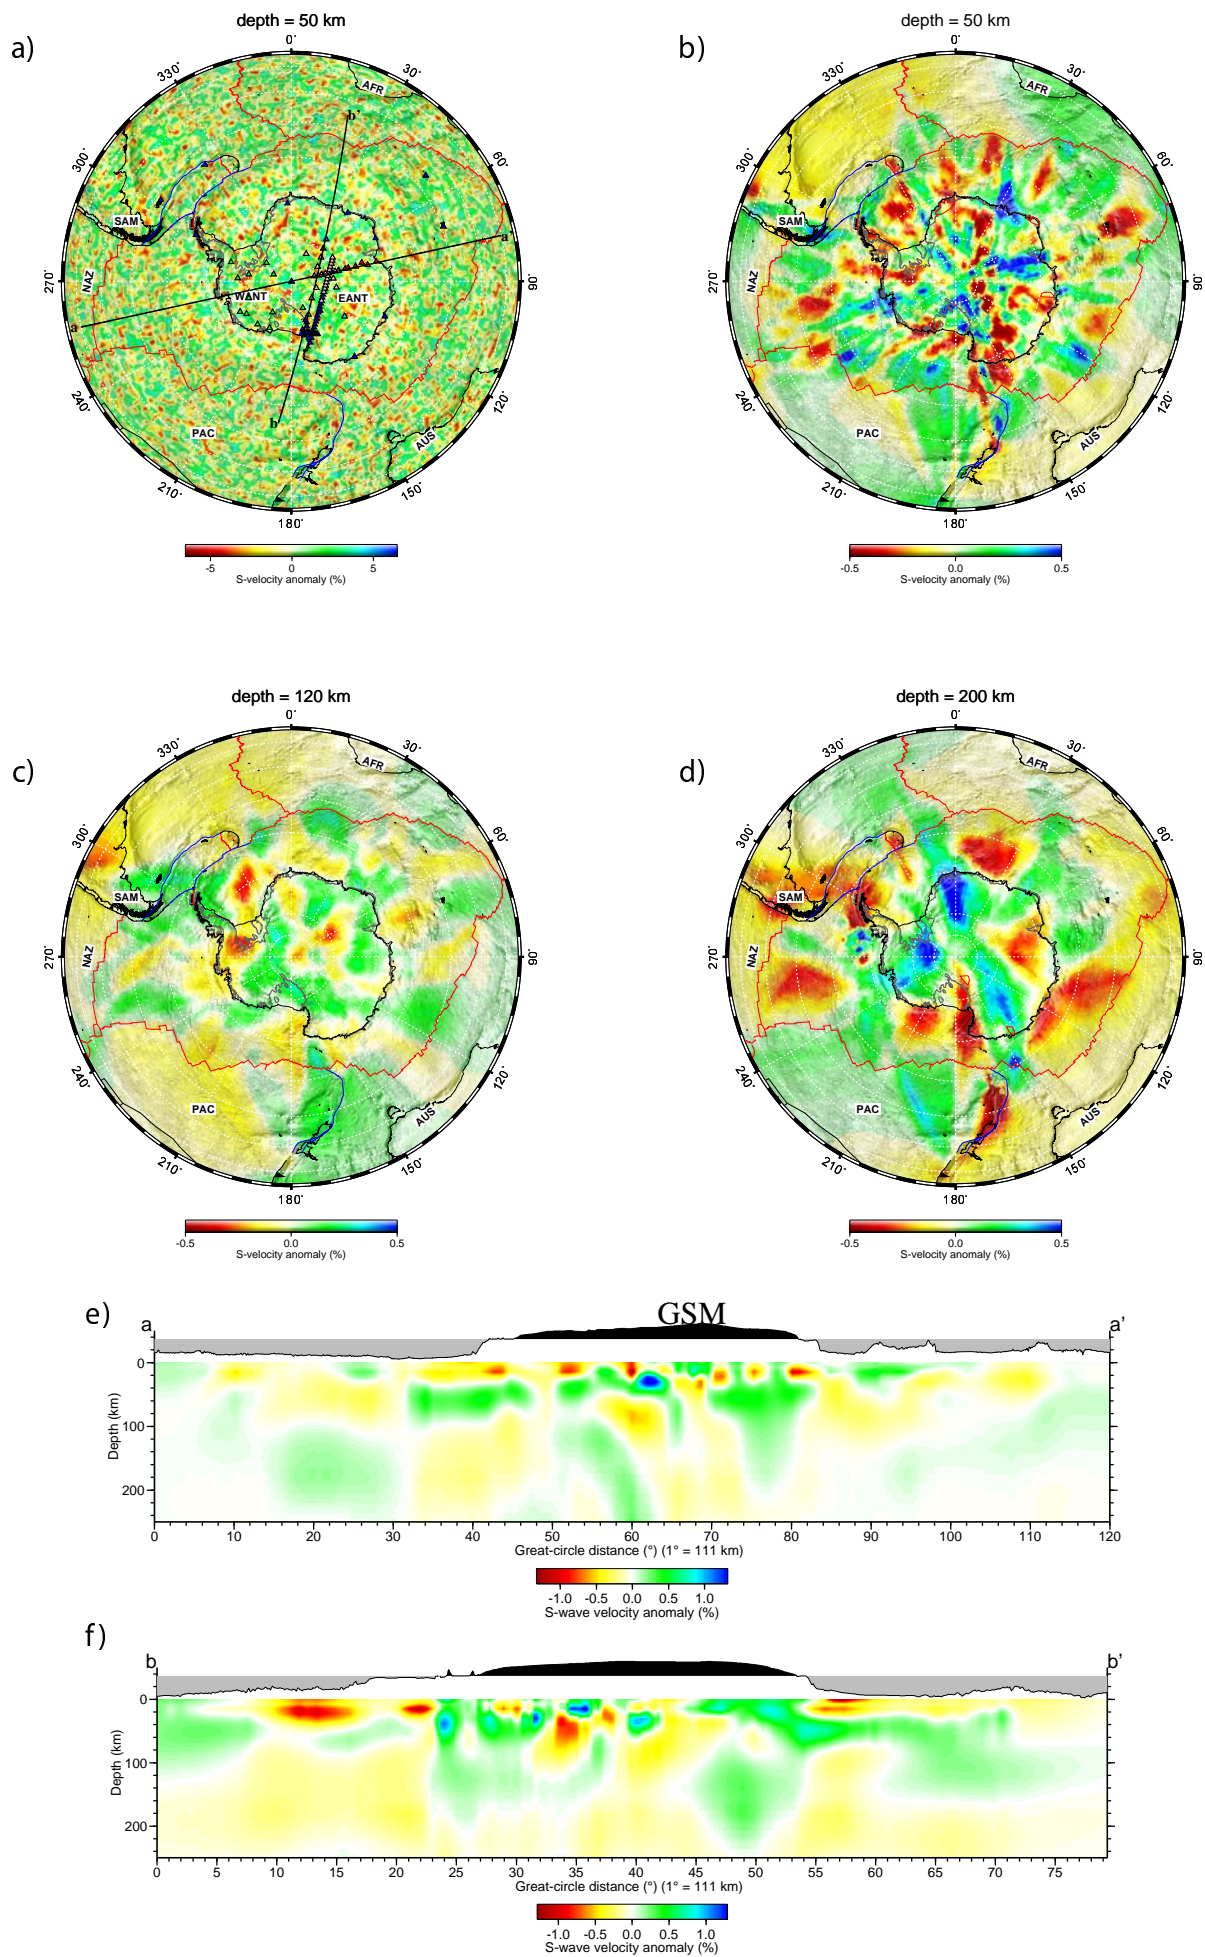 a)
depth = 50 km
0°
30°
60°
90°
120°
150°
180°
210°
240°
270°
300°
330°
AFR
SAM
NAZ
WANT
EANT
PAC
AUS
a
a
b
b'
-5 0 5
S-velocity anomaly (%)
b)
depth = 50 km
0°
30°
60°
90°
120°
150°
180°
210°
240°
270°
300°
330°
AFR
SAM
NAZ
PAC
AUS
-0.5 0.0 0.5
S-velocity anomaly (%)
c)
depth = 120 km
0°
30°
60°
90°
120°
150°
180°
210°
240°
270°
300°
330°
AFR
SAM
NAZ
PAC
AUS
-0.5 0.0 0.5
S-velocity anomaly (%)
d)
depth = 200 km
0°
30°
60°
90°
120°
150°
180°
210°
240°
270°
300°
330°
AFR
SAM
NAZ
PAC
AUS
-0.5 0.0 0.5
S-velocity anomaly (%)
e)
GSM
a a'
0
100
200
Depth (km)
0 10 20 30 40 50 60 70 80 90 100 110 120
Great-circle distance (°) (1° = 111 km)
-1.0 -0.5 0.0 0.5 1.0
S-wave velocity anomaly (%)
f)
b b'
0
100
200
Depth (km)
0 5 10 15 20 25 30 35 40 45 50 55 60 65 70 75
Great-circle distance (°) (1° = 111 km)
-1.0 -0.5 0.0 0.5 1.0
S-wave velocity anomaly (%)